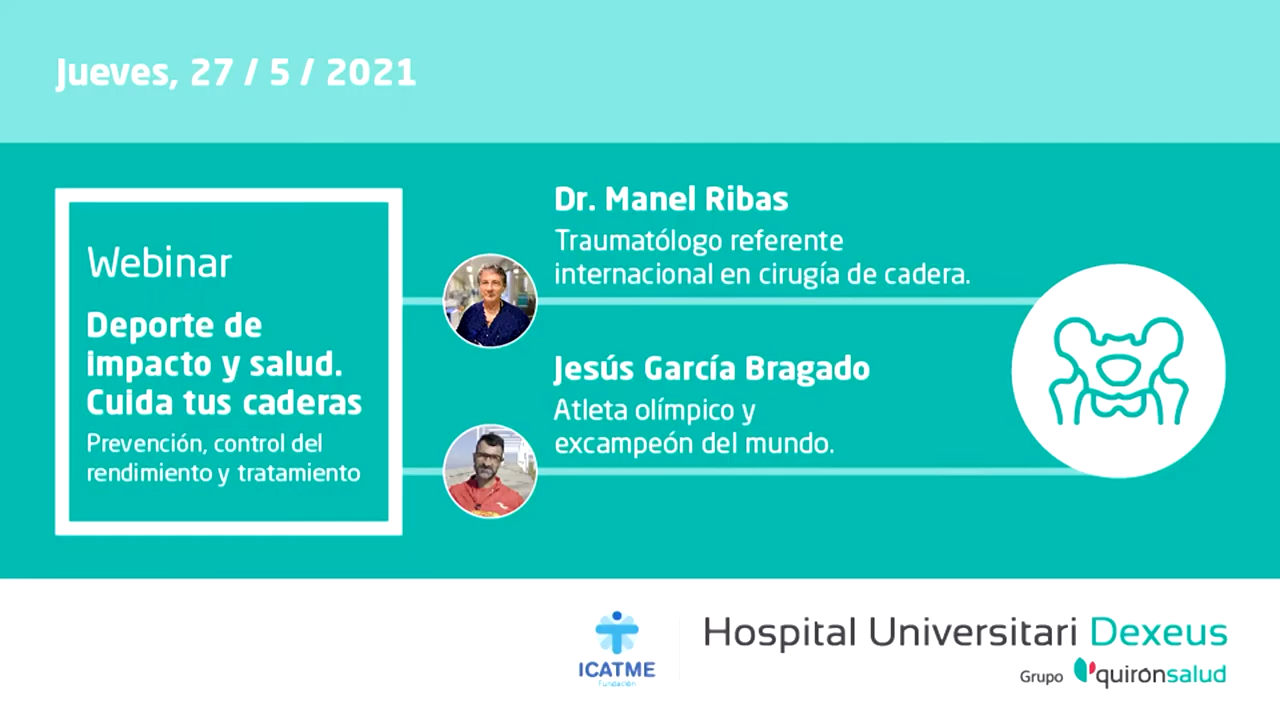 Jueves, 27 / 5 / 2021
Webinar
Deporte de
impacto y salud.
Cuida tus caderas
Prevención, control del
rendimiento y tratamiento
Dr. Manel Ribas
Traumatólogo referente
internacional en cirugía de cadera.
Jesús García Bragado
Atleta olímpico y
excampeón del mundo.
ICATME
Fundación
Hospital Universitari Dexeus
Grupo quirónsalud